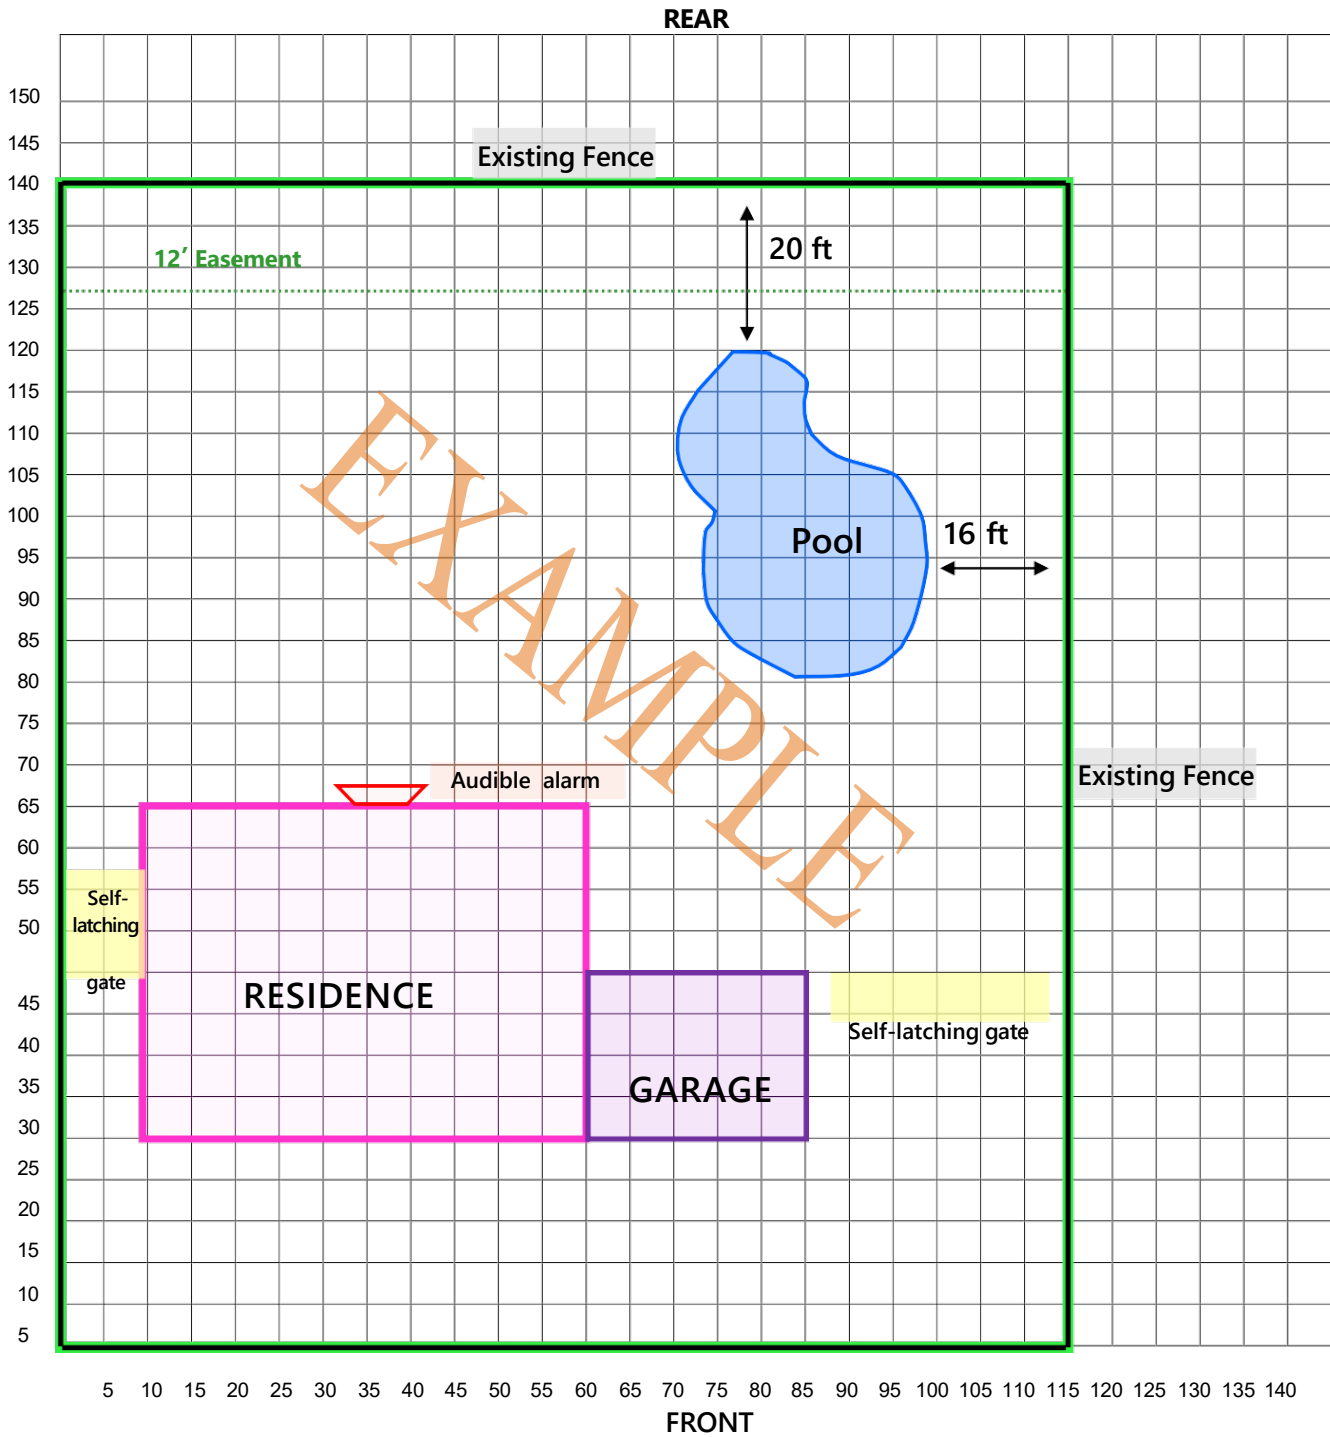 REAR
150
145
Existing Fence
140
135
20 ft
12’ Easement
130
125
120
115
110
105
100
16 ft
Pool
95
90
85
80
75
70
Existing Fence
Audible alarm
65
60
55
Self-
latching
gate
50
EXAMPLE
RESIDENCE
45
Self-latching gate
40
GARAGE
35
30
25
20
15
10
5
5 10 15 20 25 30 35 40 45 50 55 60 65 70 75 80 85 90 95 100 105 110 115 120 125 130 135 140
FRONT